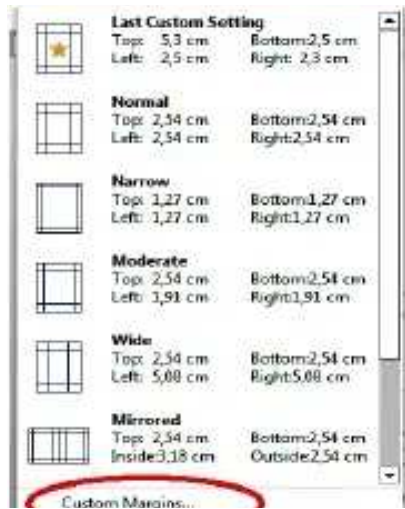 Last Custom Setting
Top: 5,3 cm Bottom:2,5 cm
Left: 2,5 cm Right: 2,3 cm
Normal
Top: 2,54 cm Bottom:2,54 cm
Left: 2,54 cm Right:2,54 cm
Narrow
Top: 1,27 cm Bottom:1,27 cm
Left: 1,27 cm Right:1,27 cm
Moderate
Top: 2,54 cm Bottom:2,54 cm
Left: 1,91 cm Right:1,91 cm
Wide
Top: 2,54 cm Bottom:2,54 cm
Left: 5,08 cm Right:5,08 cm
Mirrored
Top: 2,54 cm Bottom:2,54 cm
Inside:3,18 cm Outside:2,54 cm
Custom Margins...